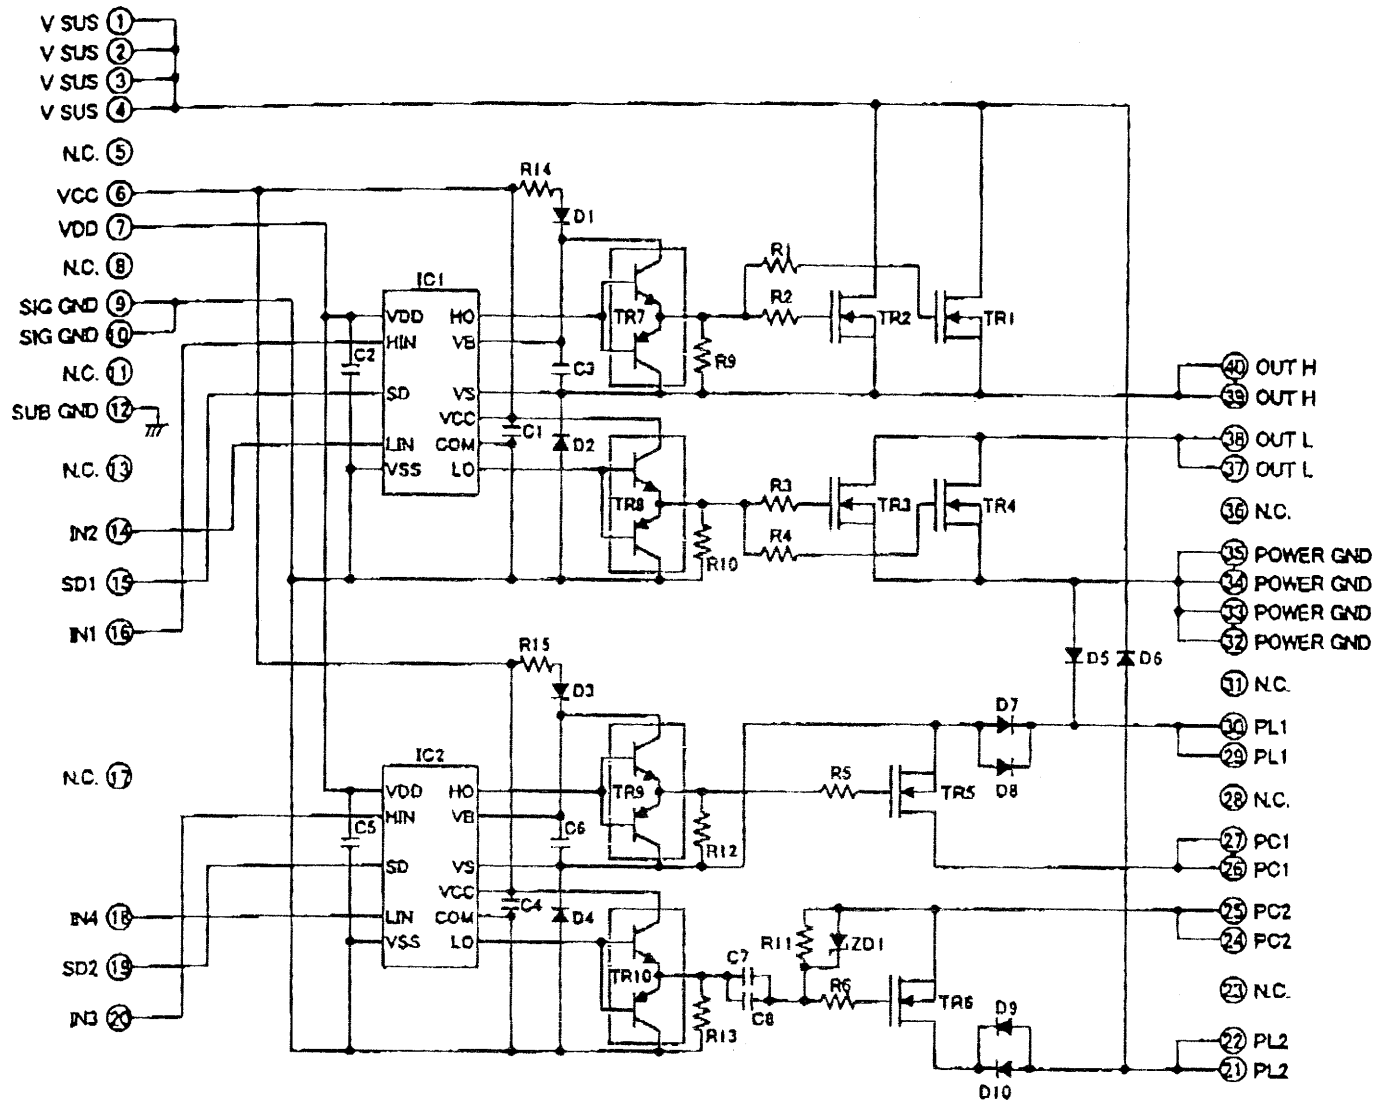 V SUS 1
V SUS 2
V SUS 3
V SUS 4
N.C. 5
VCC 6
VDD 7
N.C. 8
SIG GND 9
SIG GND 10
N.C. 11
SUB GND 12
N.C. 13
IN2 14
SD1 15
IN1 16
N.C. 17
IN4 18
SD2 19
IN3 20
R14
D1
IC1
VDD HO
HIN VB
SD VS
VCC
LIN COM
VSS LO
C2
C3
C1
D2
TR7
TR8
R9
R10
R1
R2
TR2
TR1
R3
R4
TR3
TR4
R15
D3
IC2
VDD HO
HIN VB
SD VS
VCC
LIN COM
VSS LO
C5
C6
C4
D4
TR9
TR10
R12
R13
R5
TR5
D5
D6
D7
D8
C7
C8
R11
ZD1
R6
TR6
D9
D10
40 OUT H
39 OUT H
38 OUT L
37 OUT L
36 N.C.
35 POWER GND
34 POWER GND
33 POWER GND
32 POWER GND
31 N.C.
30 PL1
29 PL1
28 N.C.
27 PC1
26 PC1
25 PC2
24 PC2
23 N.C.
22 PL2
21 PL2